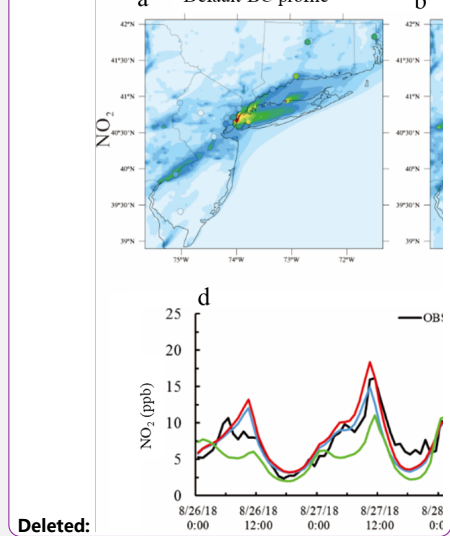 a Default BC profile b
42°N 42°N
41°30'N 41°30'N
41°N 41°N
NO₂
40°30'N 40°30'N
40°N 40°N
39°30'N 39°30'N
39°N 39°N
75°W 74°W 73°W 72°W
d
25
OBS
20
15
NO₂ (ppb)
10
5
0
8/26/18 8/26/18 8/27/18 8/27/18 8/28
0:00 12:00 0:00 12:00 0:0
Deleted: